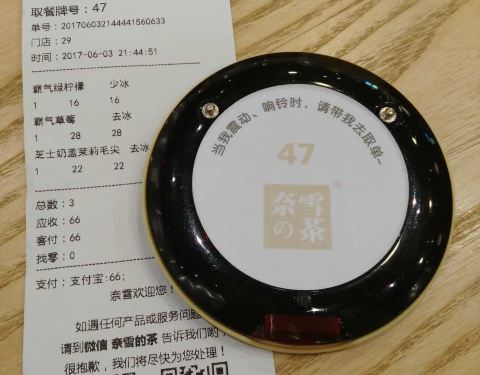 取餐牌号：47
单号：201706032144441560633
门店：29
时间：2017-06-03 21:44:51
霸气绿柠檬 少冰
1 16 16
霸气草莓 去冰
1 28 28
芝士奶盖茉莉毛尖 去冰
1 22 22
总数：3
应收：66
客付：66
找零：0
支付：支付宝:66;
奈雪欢迎您！
如遇任何产品或服务问题
请到微信 奈雪的茶 告诉我们哟
很抱歉，我们将尽快为您处理！
当我震动、响铃时，请带我去取单~
47
奈雪の茶
®